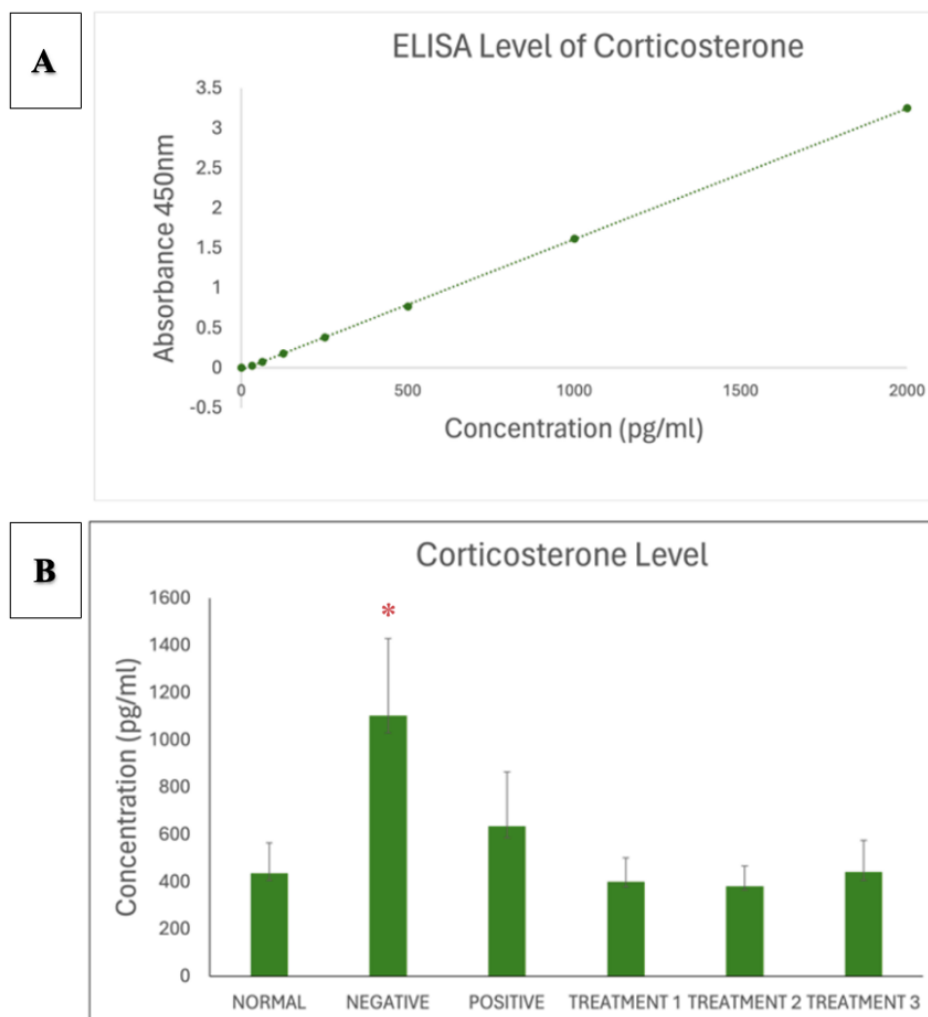 A
ELISA Level of Corticosterone
3.5
3
2.5
2
1.5
1
0.5
0
-0.5
Absorbance 450nm
0 500 1000 1500 2000
Concentration (pg/ml)
B
Corticosterone Level
1600
1400
1200
1000
800
600
400
200
0
Concentration (pg/ml)
*
NORMAL NEGATIVE POSITIVE TREATMENT 1 TREATMENT 2 TREATMENT 3